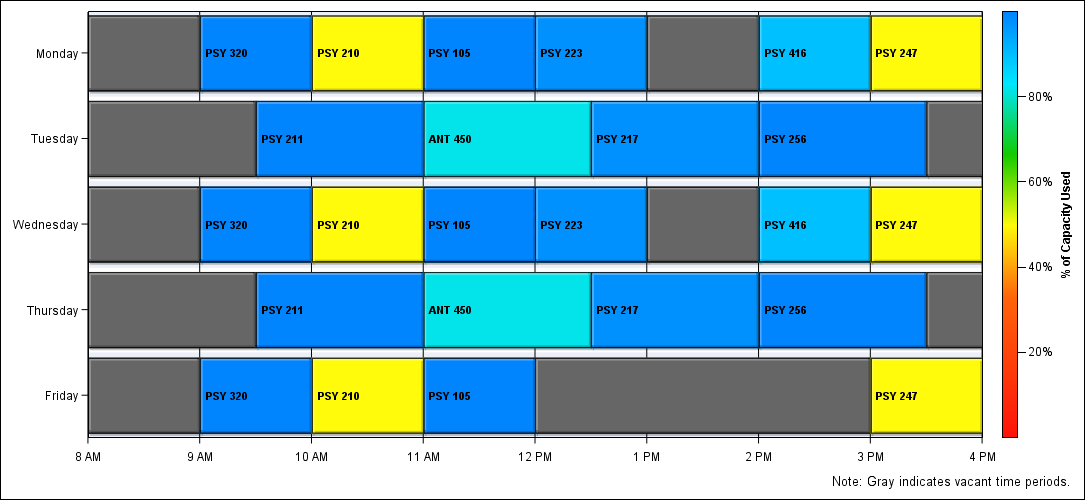 Monday
PSY 320
PSY 210
PSY 105
PSY 223
PSY 416
PSY 247
Tuesday
PSY 211
ANT 450
PSY 217
PSY 256
Wednesday
PSY 320
PSY 210
PSY 105
PSY 223
PSY 416
PSY 247
Thursday
PSY 211
ANT 450
PSY 217
PSY 256
Friday
PSY 320
PSY 210
PSY 105
PSY 247
8 AM
9 AM
10 AM
11 AM
12 PM
1 PM
2 PM
3 PM
4 PM
80%
60%
40%
20%
% of Capacity Used
Note: Gray indicates vacant time periods.